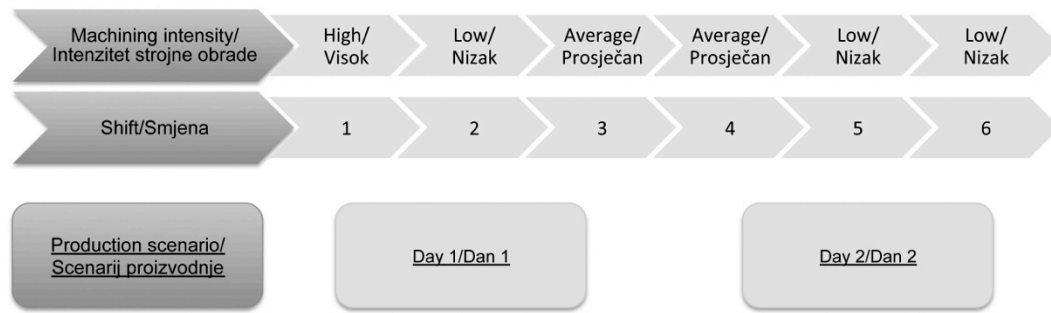 Machining intensity/
Intenzitet strojne obrade
High/
Visok
Low/
Nizak
Average/
Prosječan
Average/
Prosječan
Low/
Nizak
Low/
Nizak
Shift/Smjena
1
2
3
4
5
6
Production scenario/
Scenarij proizvodnje
Day 1/Dan 1
Day 2/Dan 2